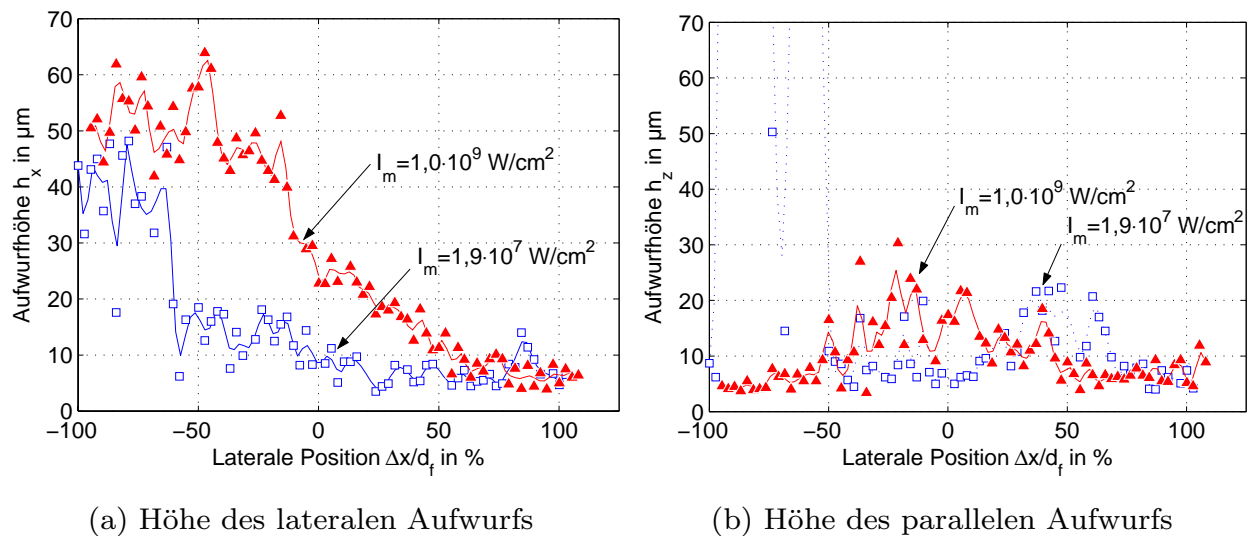 70
60
50
40
30
20
10
0
−100
−50
0
50
100
Aufwurfhöhe h_x in µm
Laterale Position Δx/d_f in %
I_m=1,0·10^9 W/cm^2
I_m=1,9·10^7 W/cm^2
(a) Höhe des lateralen Aufwurfs
70
60
50
40
30
20
10
0
−100
−50
0
50
100
Aufwurfhöhe h_z in µm
Laterale Position Δx/d_f in %
I_m=1,0·10^9 W/cm^2
I_m=1,9·10^7 W/cm^2
(b) Höhe des parallelen Aufwurfs